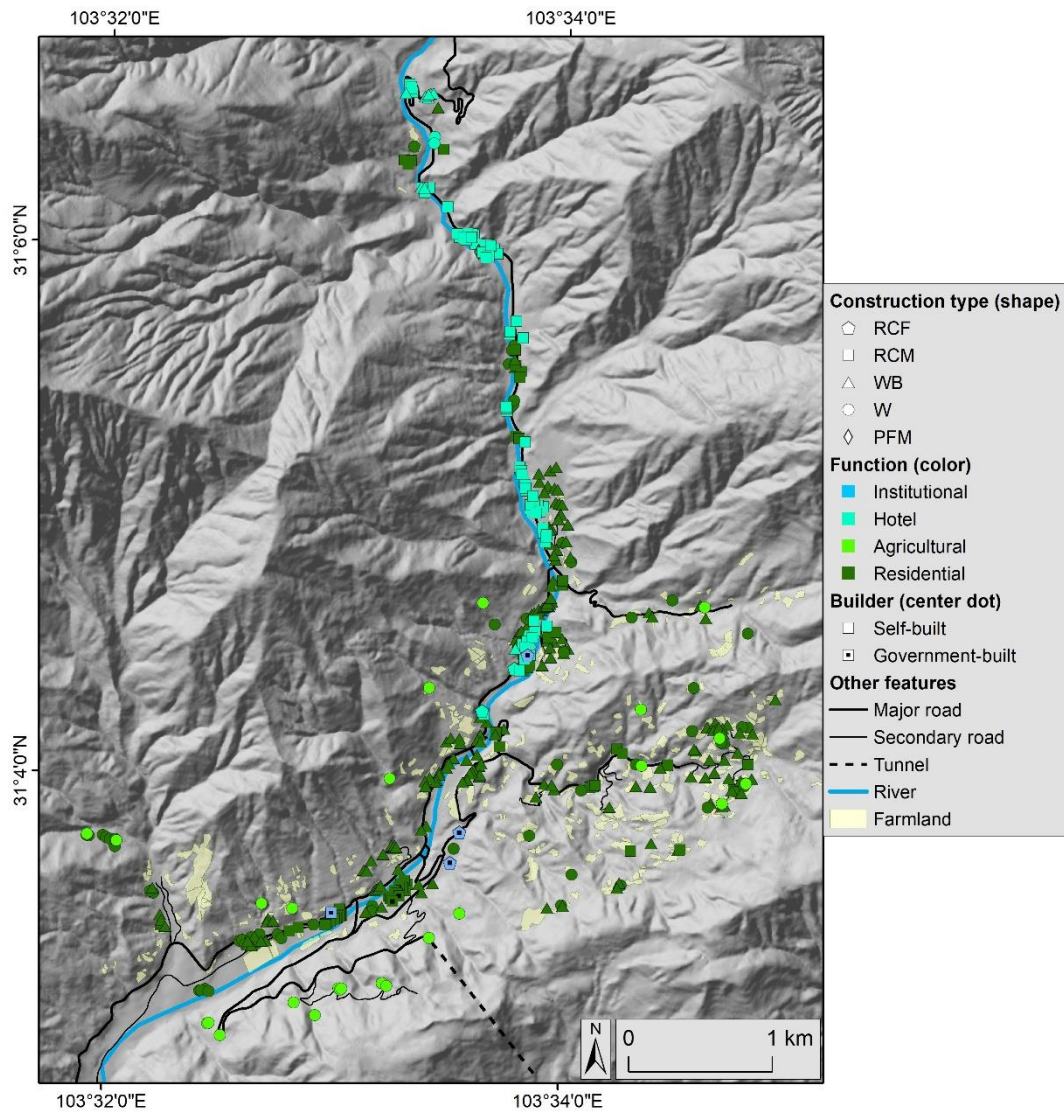 103°32'0"E 103°34'0"E
31°6'0"N
31°4'0"N
Construction type (shape)
RCF
RCM
WB
W
PFM
Function (color)
Institutional
Hotel
Agricultural
Residential
Builder (center dot)
Self-built
Government-built
Other features
Major road
Secondary road
Tunnel
River
Farmland
N
0 1 km
103°32'0"E 103°34'0"E